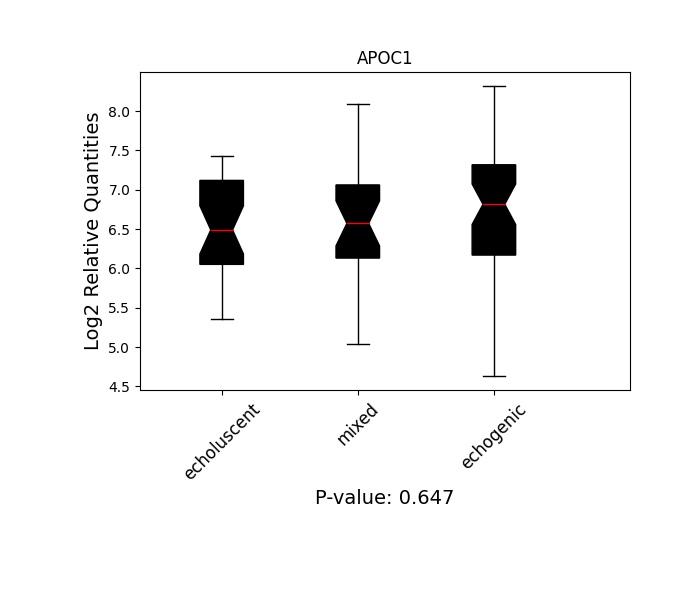 APOC1
Log2 Relative Quantities
8.0
7.5
7.0
6.5
6.0
5.5
5.0
4.5
echoluscent
mixed
echogenic
P-value: 0.647